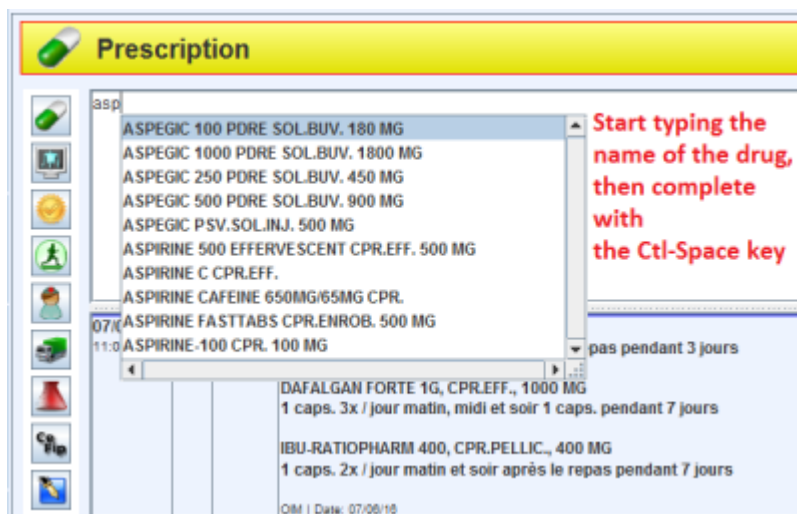 Prescription
asp
ASPEGIC 100 PDRE SOL.BUV. 180 MG
ASPEGIC 1000 PDRE SOL.BUV. 1800 MG
ASPEGIC 250 PDRE SOL.BUV. 450 MG
ASPEGIC 500 PDRE SOL.BUV. 900 MG
ASPEGIC PSV.SOL.INJ. 500 MG
ASPIRINE 500 EFFERVESCENT CPR.EFF. 500 MG
ASPIRINE C CPR.EFF.
ASPIRINE CAFEINE 650MG/65MG CPR.
ASPIRINE FASTTABS CPR.ENROB. 500 MG
ASPIRINE-100 CPR. 100 MG
Start typing the
name of the drug,
then complete
with
the Ctl-Space key
07/0
11:0
pas pendant 3 jours
DAFALGAN FORTE 1G, CPR.EFF., 1000 MG
1 caps. 3x / jour matin, midi et soir 1 caps. pendant 7 jours
IBU-RATIOPHARM 400, CPR.PELLIC., 400 MG
1 caps. 2x / jour matin et soir après le repas pendant 7 jours
OIM | Date: 07/06/16